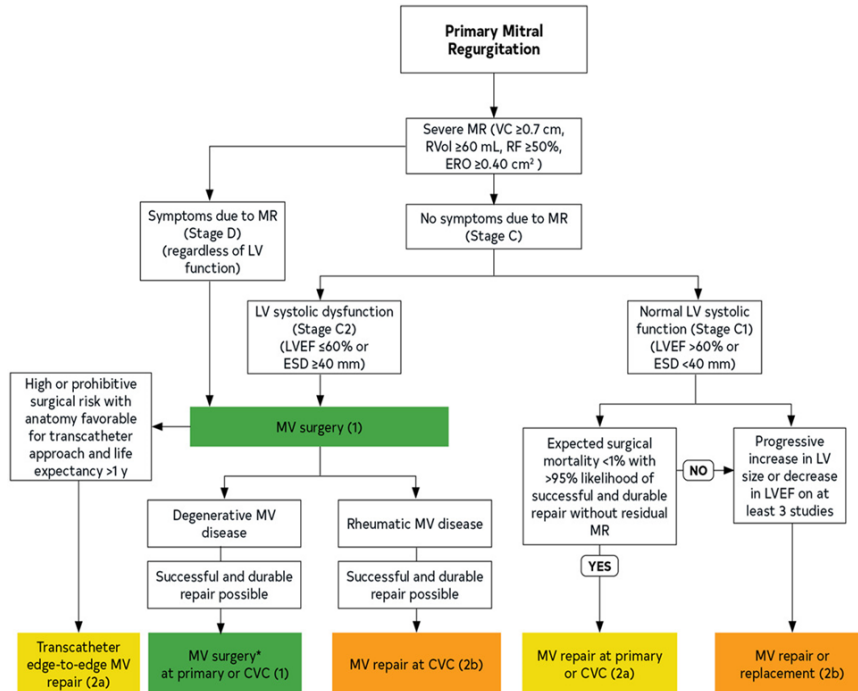 Primary Mitral
Regurgitation
Severe MR (VC ≥0.7 cm,
RVol ≥60 mL, RF ≥50%,
ERO ≥0.40 cm²)
Symptoms due to MR
(Stage D)
(regardless of LV
function)
No symptoms due to MR
(Stage C)
LV systolic dysfunction
(Stage C2)
(LVEF ≤60% or
ESD ≥40 mm)
Normal LV systolic
function (Stage C1)
(LVEF >60% or
ESD <40 mm)
High or prohibitive
surgical risk with
anatomy favorable
for transcatheter
approach and life
expectancy >1 y
MV surgery (1)
Expected surgical
mortality <1% with
>95% likelihood of
successful and durable
repair without residual
MR
NO
Progressive
increase in LV
size or decrease
in LVEF on at
least 3 studies
Degenerative MV
disease
Rheumatic MV disease
YES
Successful and durable
repair possible
Successful and durable
repair possible
Transcatheter
edge-to-edge MV
repair (2a)
MV surgery*
at primary or CVC (1)
MV repair at CVC (2b)
MV repair at primary
or CVC (2a)
MV repair or
replacement (2b)